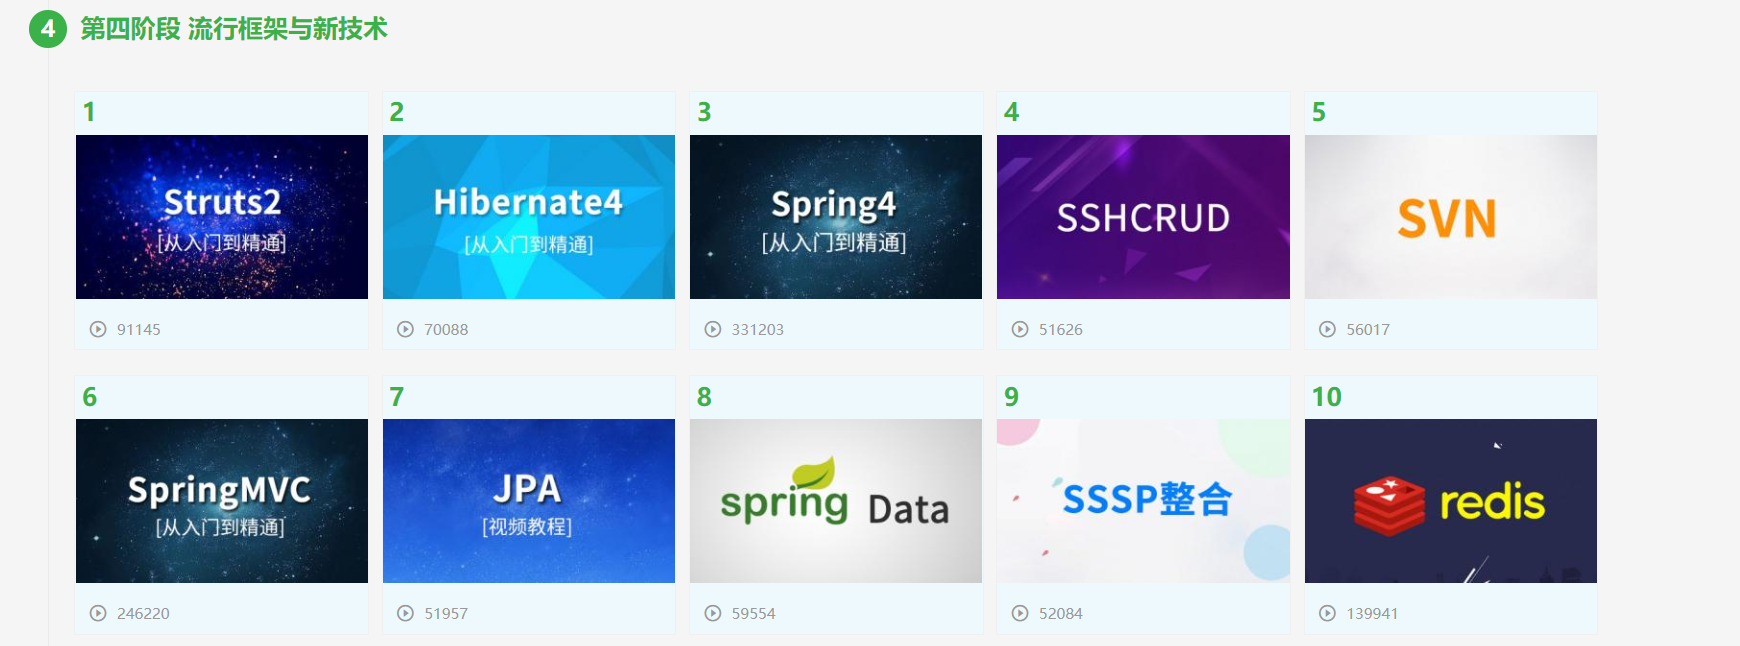 4 第四阶段 流行框架与新技术
1 2 3 4 5
Struts2
[从入门到精通]
Hibernate4
[从入门到精通]
Spring4
[从入门到精通]
SSHCRUD
SVN
91145 70088 331203 51626 56017
6 7 8 9 10
SpringMVC
[从入门到精通]
JPA
[视频教程]
spring Data
SSSP整合
redis
246220 51957 59554 52084 139941